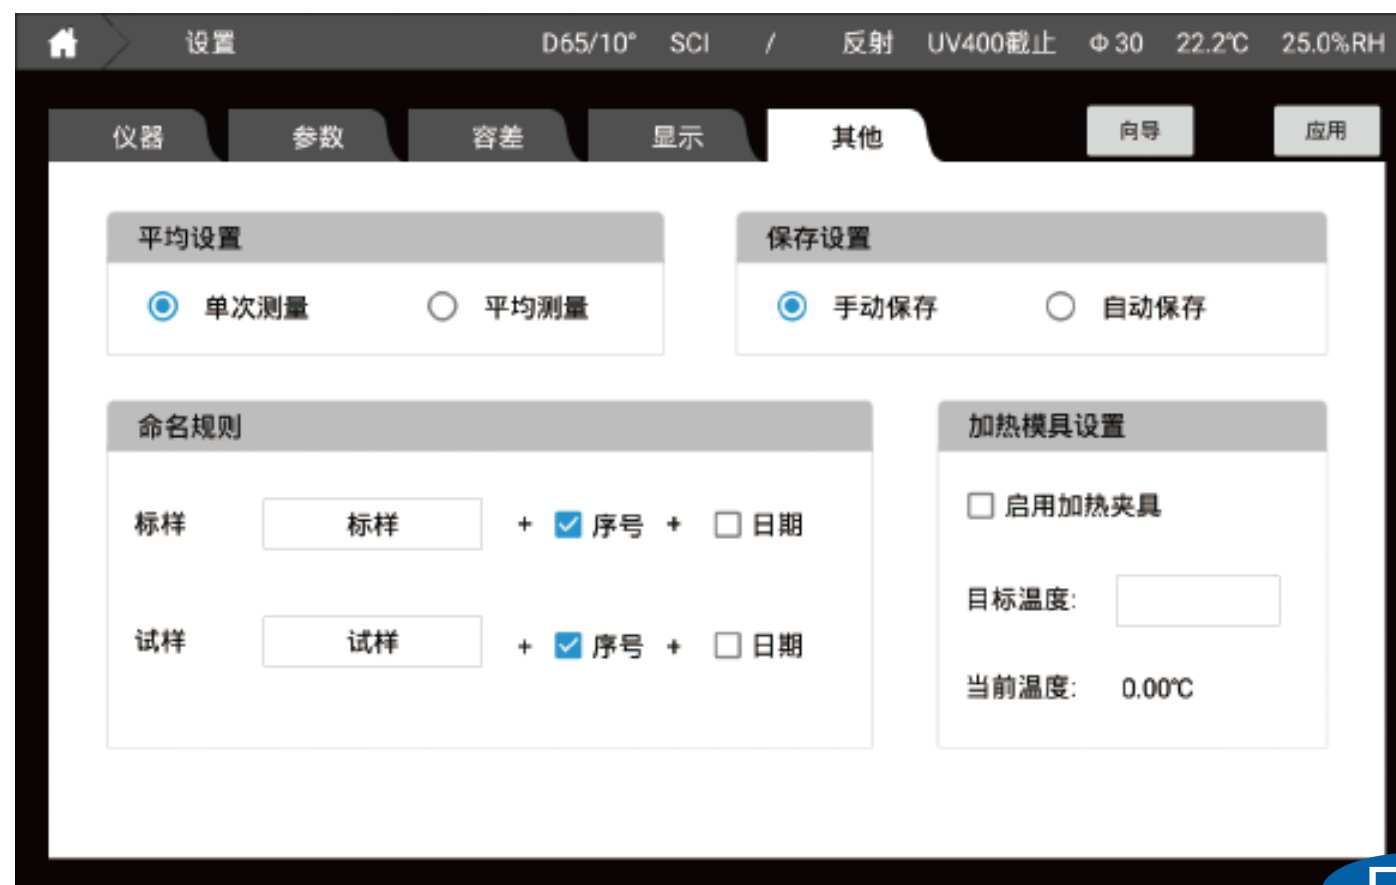 设置 D65/10° SCI / 反射 UV400截止 Φ30 22.2℃ 25.0%RH
仪器 参数 容差 显示 其他 向导 应用
平均设置 保存设置
单次测量 平均测量 手动保存 自动保存
命名规则 加热模具设置
启用加热夹具
标样 标样 + 序号 + 日期
目标温度:
试样 试样 + 序号 + 日期
当前温度: 0.00℃